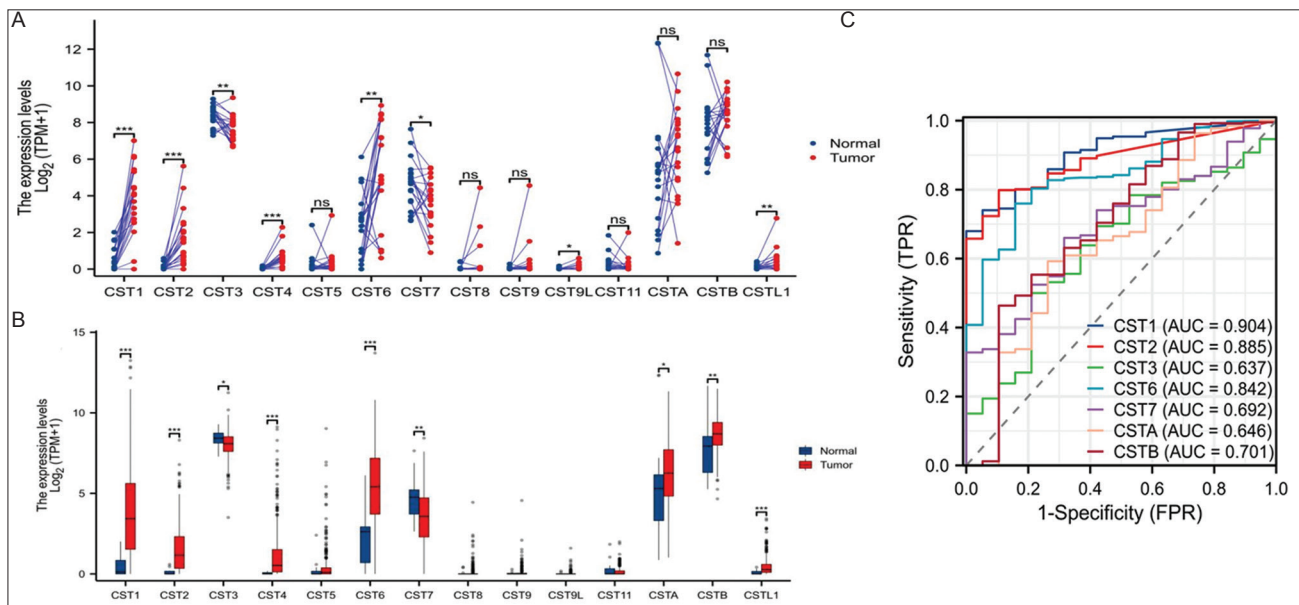 A
The expression levels
Log2 (TPM+1)
12
10
8
6
4
2
0
***
***
**
***
ns
**
*
ns
ns
*
ns
ns
ns
**
Normal
Tumor
CST1 CST2 CST3 CST4 CST5 CST6 CST7 CST8 CST9 CST9L CST11 CSTA CSTB CSTL1
B
The expression levels
Log2 (TPM+1)
15
10
5
0
***
***
*
***
***
**
*
**
***
Normal
Tumor
CST1 CST2 CST3 CST4 CST5 CST6 CST7 CST8 CST9 CST9L CST11 CSTA CSTB CSTL1
C
Sensitivity (TPR)
1.0
0.8
0.6
0.4
0.2
0.0
CST1 (AUC = 0.904)
CST2 (AUC = 0.885)
CST3 (AUC = 0.637)
CST6 (AUC = 0.842)
CST7 (AUC = 0.692)
CSTA (AUC = 0.646)
CSTB (AUC = 0.701)
0.0 0.2 0.4 0.6 0.8 1.0
1-Specificity (FPR)